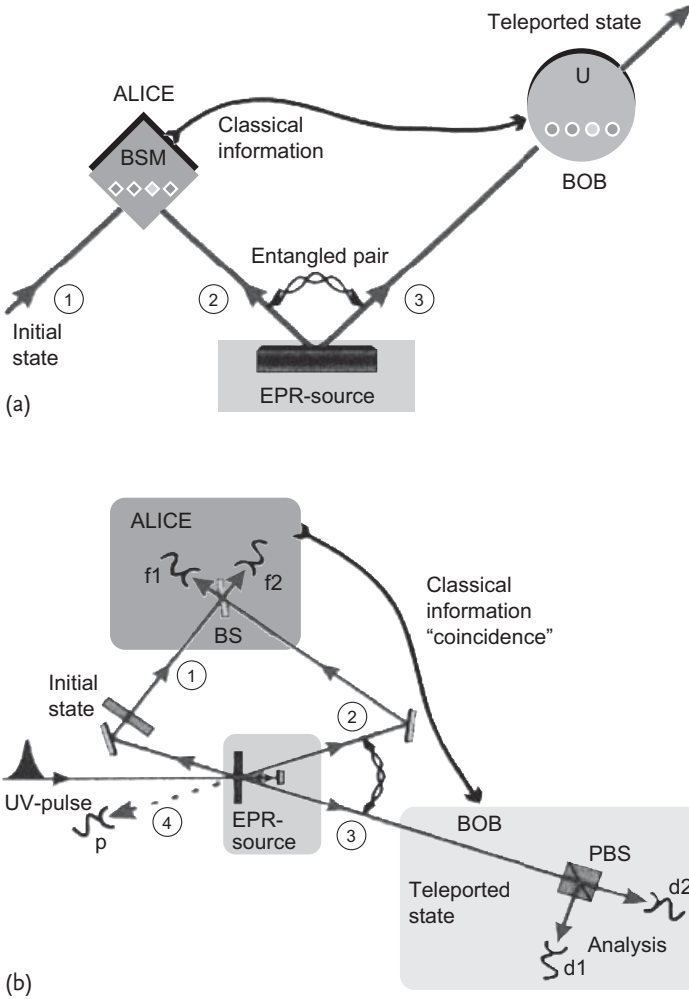 Teleported state
ALICE
U
Classical
information
BSM
BOB
Entangled pair
1
2
3
Initial
state
EPR-source
(a)
ALICE
f1
f2
BS
Classical
information
“coincidence”
1
Initial
state
2
UV-pulse
4
p
EPR-
source
3
BOB
PBS
Teleported
state
d2
Analysis
d1
(b)